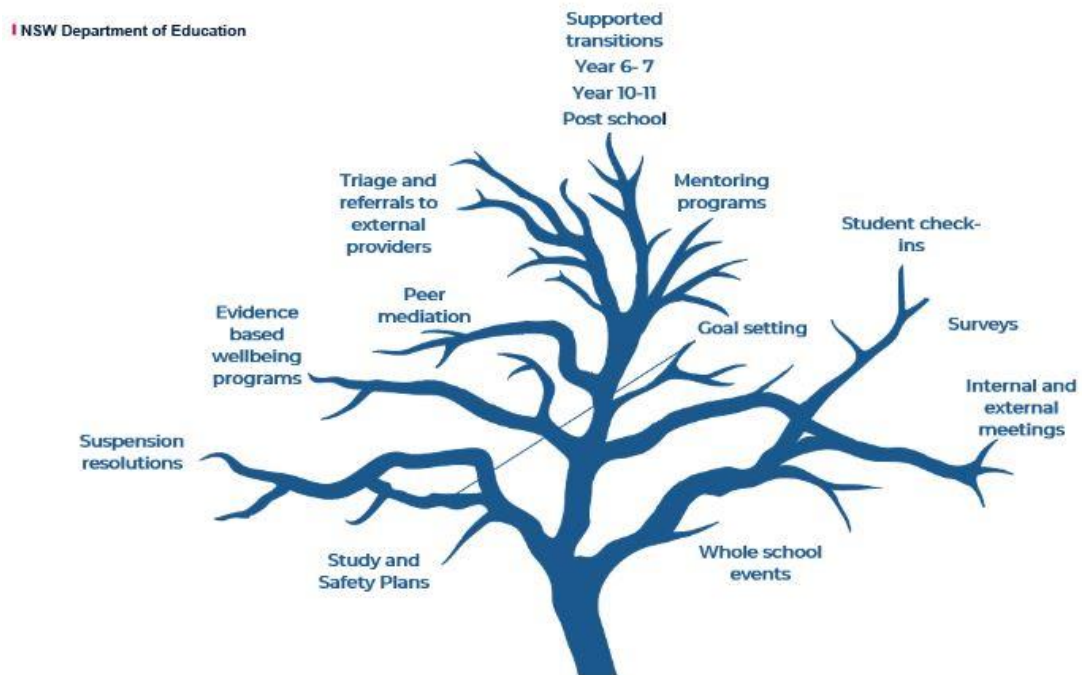 NSW Department of Education
Supported
transitions
Year 6- 7
Year 10-11
Post school
Triage and
referrals to
external
providers
Mentoring
programs
Student check-
ins
Peer
mediation
Evidence
based
wellbeing
programs
Goal setting
Surveys
Internal and
external
meetings
Suspension
resolutions
Study and
Safety Plans
Whole school
events